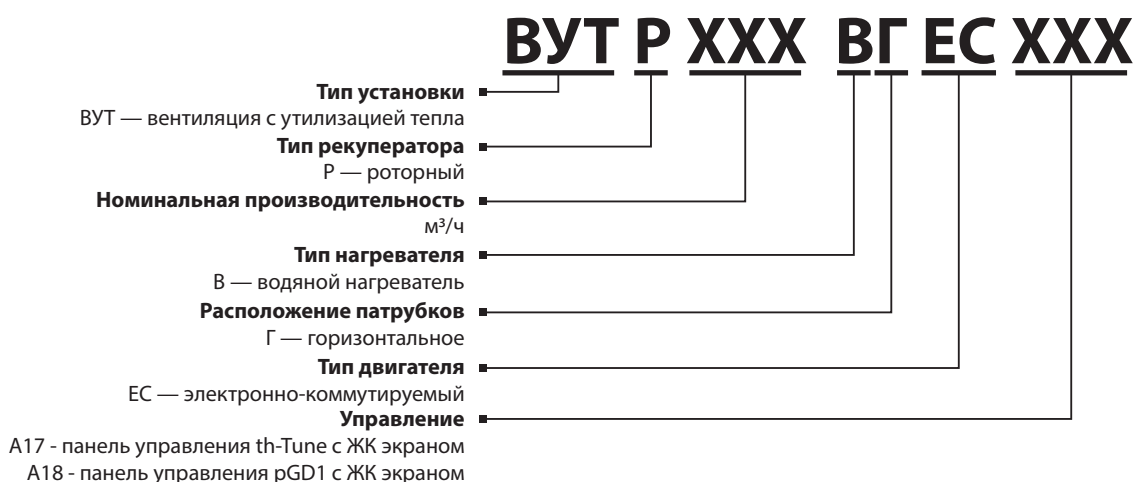 ВУТ Р ХХХ ВГ ЕС ХХХ
Тип установки
ВУТ — вентиляция с утилизацией тепла
Тип рекуператора
Р — роторный
Номинальная производительность
м³/ч
Тип нагревателя
В — водяной нагреватель
Расположение патрубков
Г — горизонтальное
Тип двигателя
ЕС — электронно-коммутируемый
Управление
А17 - панель управления th-Tune с ЖК экраном
А18 - панель управления pGD1 с ЖК экраном